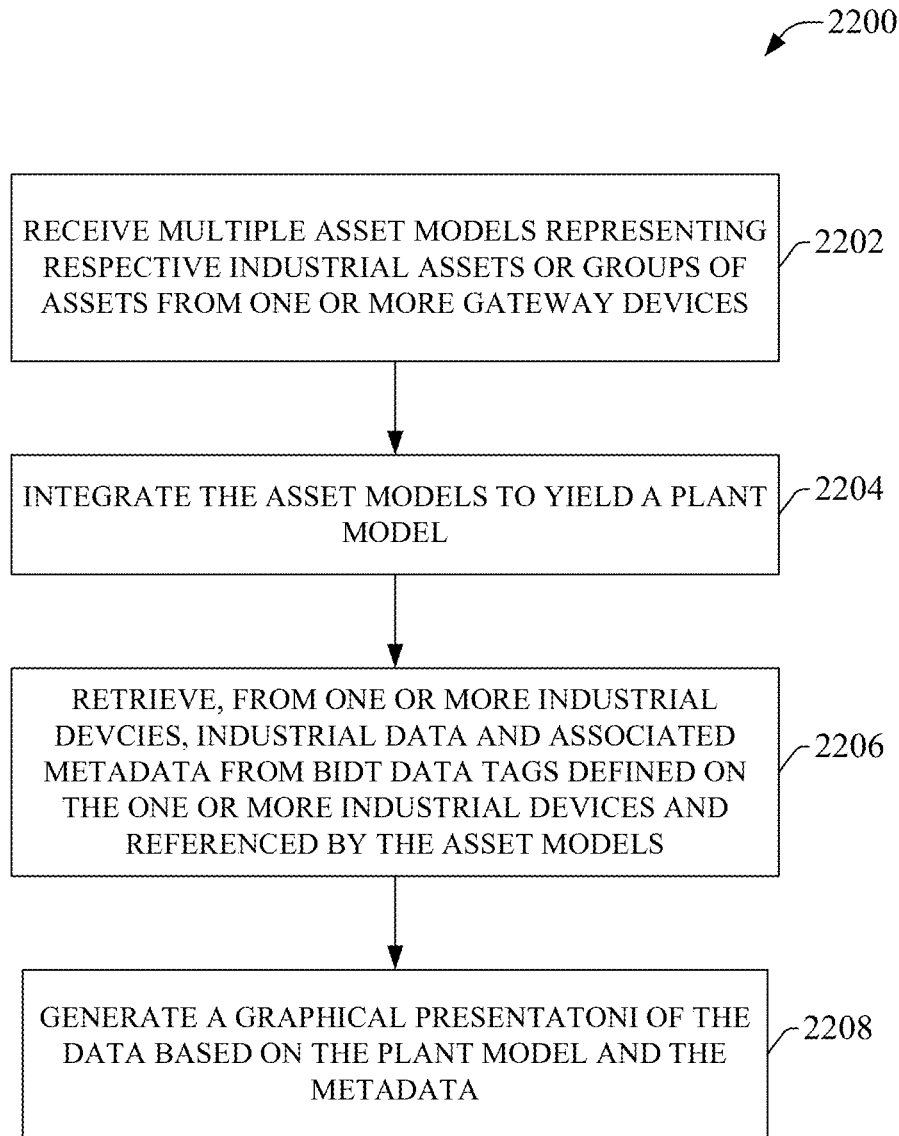 2200
RECEIVE MULTIPLE ASSET MODELS REPRESENTING
RESPECTIVE INDUSTRIAL ASSETS OR GROUPS OF
ASSETS FROM ONE OR MORE GATEWAY DEVICES
2202
INTEGRATE THE ASSET MODELS TO YIELD A PLANT
MODEL
2204
RETRIEVE, FROM ONE OR MORE INDUSTRIAL
DEVCIES, INDUSTRIAL DATA AND ASSOCIATED
METADATA FROM BIDT DATA TAGS DEFINED ON
THE ONE OR MORE INDUSTRIAL DEVICES AND
REFERENCED BY THE ASSET MODELS
2206
GENERATE A GRAPHICAL PRESENTATONI OF THE
DATA BASED ON THE PLANT MODEL AND THE
METADATA
2208